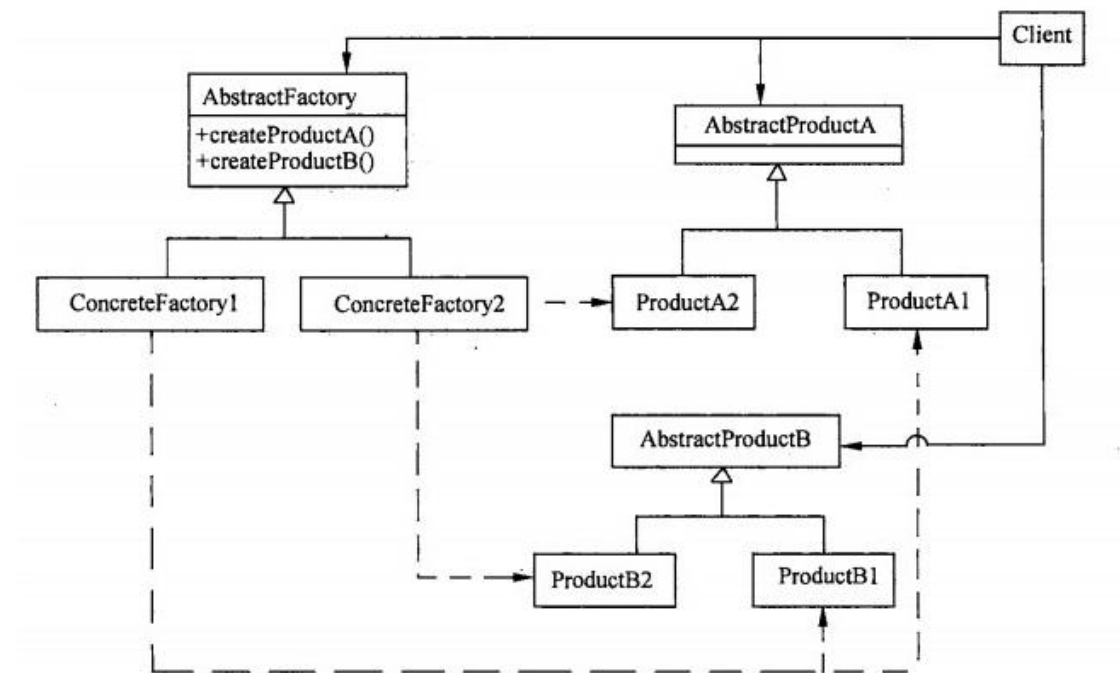 Client
AbstractFactory
+createProductA()
+createProductB()
AbstractProductA
ConcreteFactory1
ConcreteFactory2
ProductA2
ProductA1
AbstractProductB
ProductB2
ProductB1